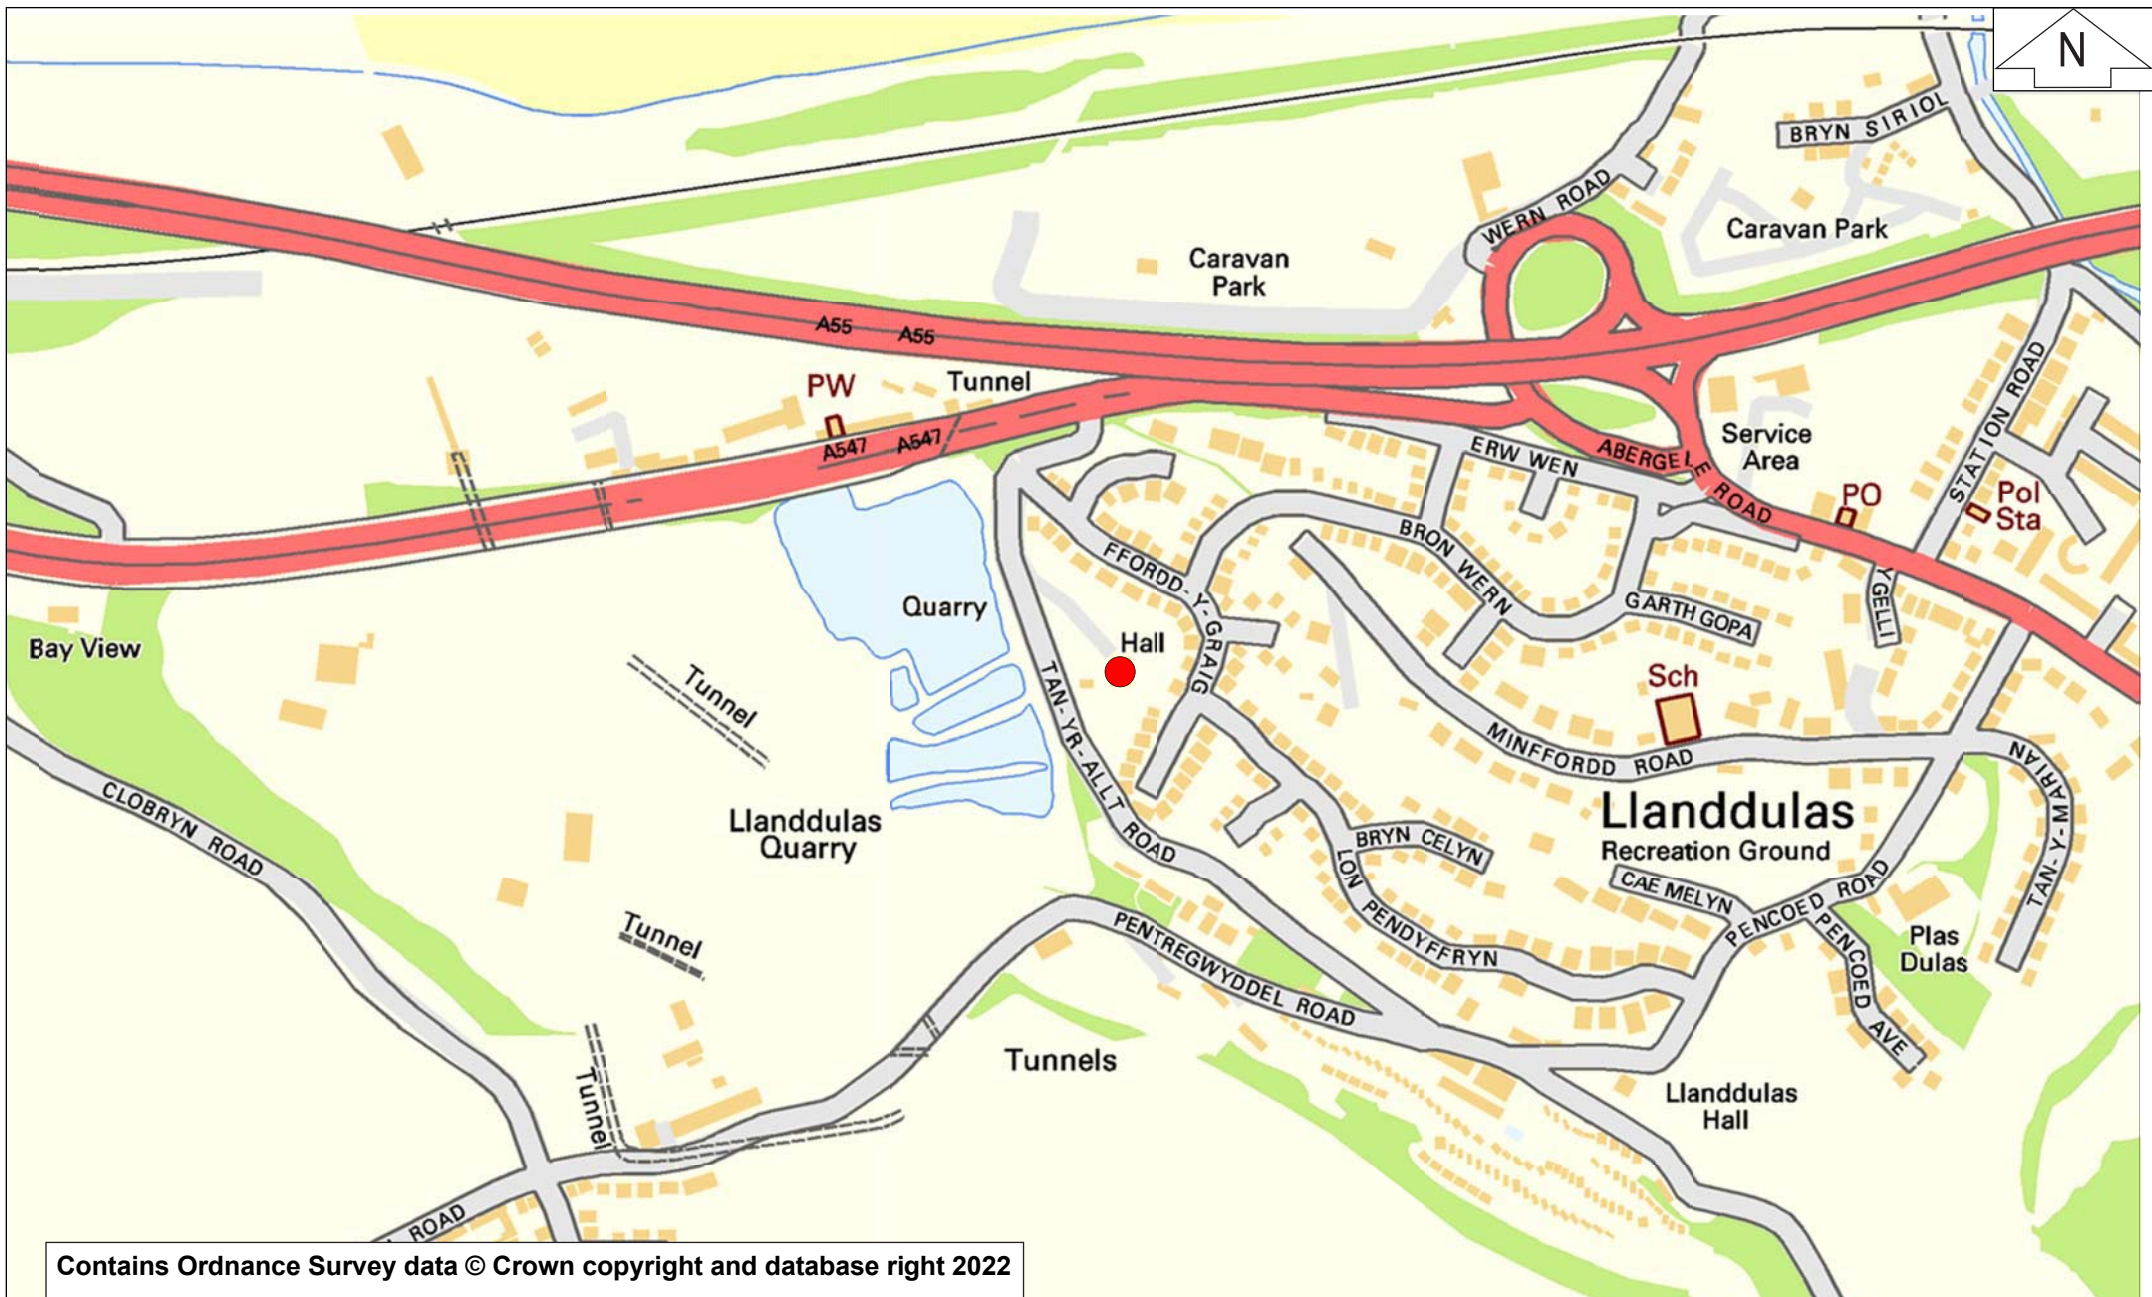 N
BRYN SIRIOL
WERN ROAD
Caravan Park
Caravan
Park
A55
A55
Tunnel
PW
A547
A547
ERW WEN
ABERGELE ROAD
Service
Area
STATION ROAD
PO
Pol
Sta
BRON WERN
FFORDD-Y-GRAIG
Y GELLI
GARTH GOPA
Quarry
Hall
Bay View
Sch
Tunnel
TAN-YR-ALLT ROAD
MINFFORDD ROAD
TAN-Y-MARIAN
CLOBRYN ROAD
Llanddulas
Quarry
Llanddulas
Recreation Ground
BRYN CELYN
LON PENDYFFRYN
CAE MELYN
PENCOED ROAD
PENCOED AVE
Plas
Dulas
Tunnel
PENTREGWYDDEL ROAD
Tunnels
Tunnel
Llanddulas
Hall
ROAD
Contains Ordnance Survey data © Crown copyright and database right 2022